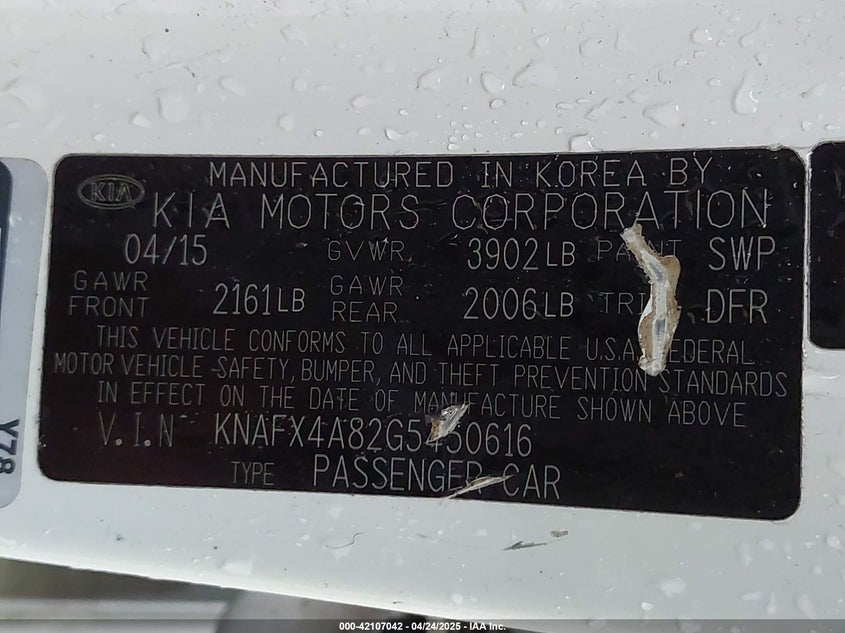 KIA
MANUFACTURED IN KOREA BY
KIA MOTORS CORPORATION
04/15 GVWR 3902LB PAINT SWP
GAWR FRONT 2161LB GAWR REAR 2006LB TRIM DFR
THIS VEHICLE CONFORMS TO ALL APPLICABLE U.S.A. FEDERAL
MOTOR VEHICLE -SAFETY, BUMPER, AND THEFT PREVENTION STANDARDS
IN EFFECT ON THE DATE OF MANUFACTURE SHOWN ABOVE
V.I.N
TYPE PASSENGER CAR
Y78
000-42107042 - 04/24/2025 - IAA Inc.